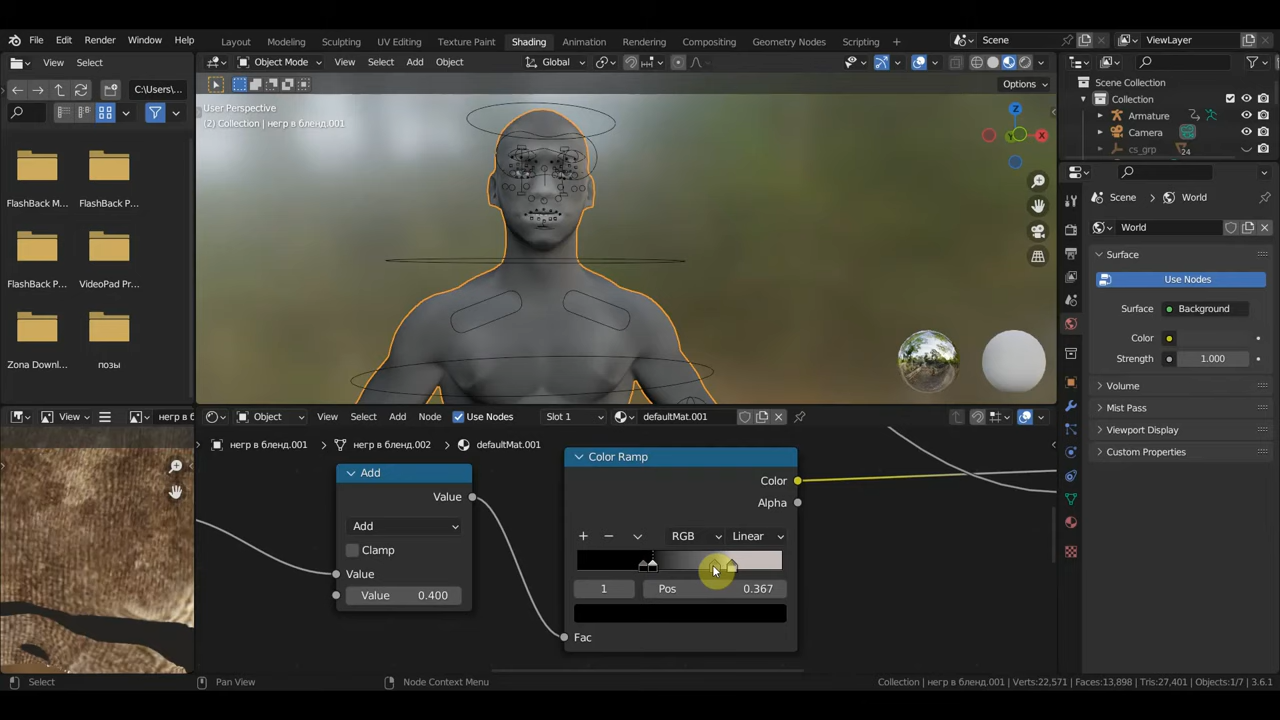 File Edit Render Window Help Layout Modeling Sculpting UV Editing Texture Paint Shading Animation Rendering Compositing Geometry Nodes Scripting + Scene ViewLayer
View Select Object Mode View Select Add Object Global
C:\Users\... Options
User Perspective
(2) Collection | негр в бленд.001
Z
X
Y
FlashBack M... FlashBack P...
FlashBack P... VideoPad Pr...
Zona Downl... позы
Scene Collection
Collection
Armature
Camera
cs_grp 24
Scene World
World
Surface
Use Nodes
Surface Background
Color
Strength 1.000
Volume
Mist Pass
Viewport Display
Custom Properties
View негр в б Object View Select Add Node Use Nodes Slot 1 defaultMat.001
негр в бленд.001 негр в бленд.002 defaultMat.001
Add
Value
Add
Clamp
Value
Value 0.400
Color Ramp
Color
Alpha
RGB Linear
1 Pos 0.367
Fac
Select Pan View Node Context Menu Collection | негр в бленд.001 | Verts:22,571 | Faces:13,898 | Tris:27,401 | Objects:1/7 | 3.6.1